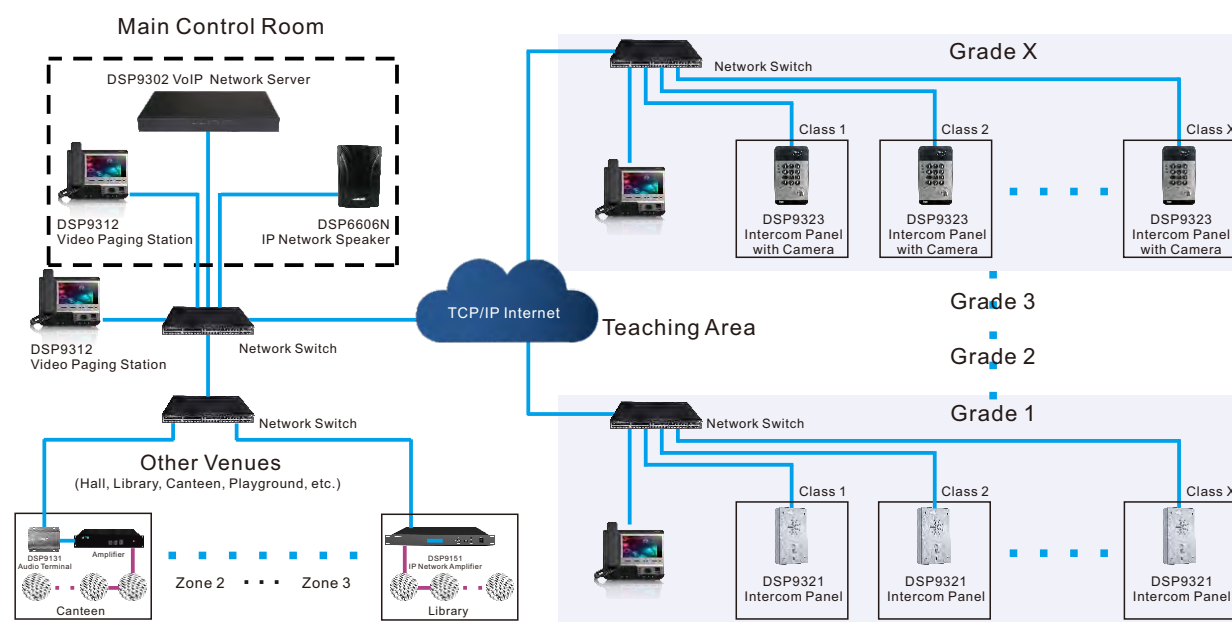 Main Control Room
DSP9302 VoIP Network Server
DSP9312
Video Paging Station
DSP6606N
IP Network Speaker
DSP9312
Video Paging Station
Network Switch
TCP/IP Internet
Network Switch
Other Venues
(Hall, Library, Canteen, Playground, etc.)
DSP9131
Audio Terminal
Amplifier
Canteen
Zone 2
Zone 3
DSP9151
IP Network Amplifier
Library
Teaching Area
Grade X
Network Switch
Class 1
DSP9323
Intercom Panel
with Camera
Class 2
DSP9323
Intercom Panel
with Camera
Class X
DSP9323
Intercom Panel
with Camera
Grade 3
Grade 2
Grade 1
Network Switch
Class 1
DSP9321
Intercom Panel
Class 2
DSP9321
Intercom Panel
Class X
DSP9321
Intercom Panel